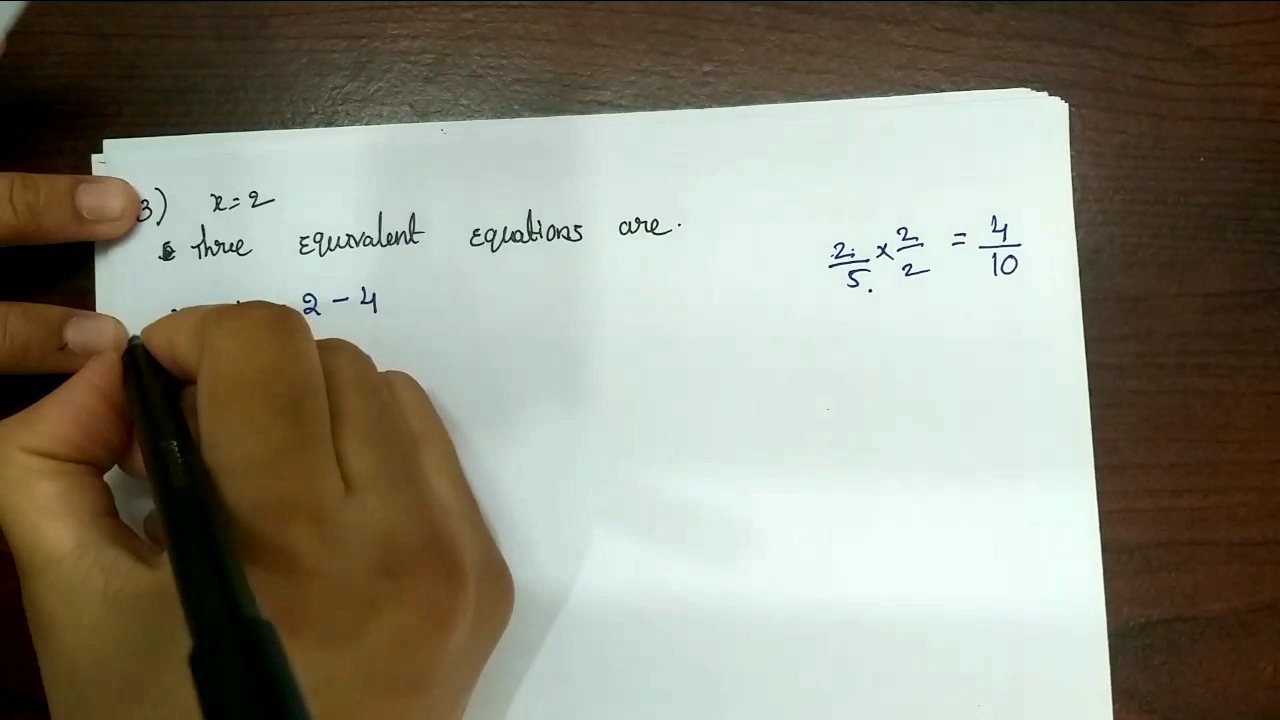 3) x=2
three equivalent equations are.
2/5 × 2/2 = 4/10
2 - 4